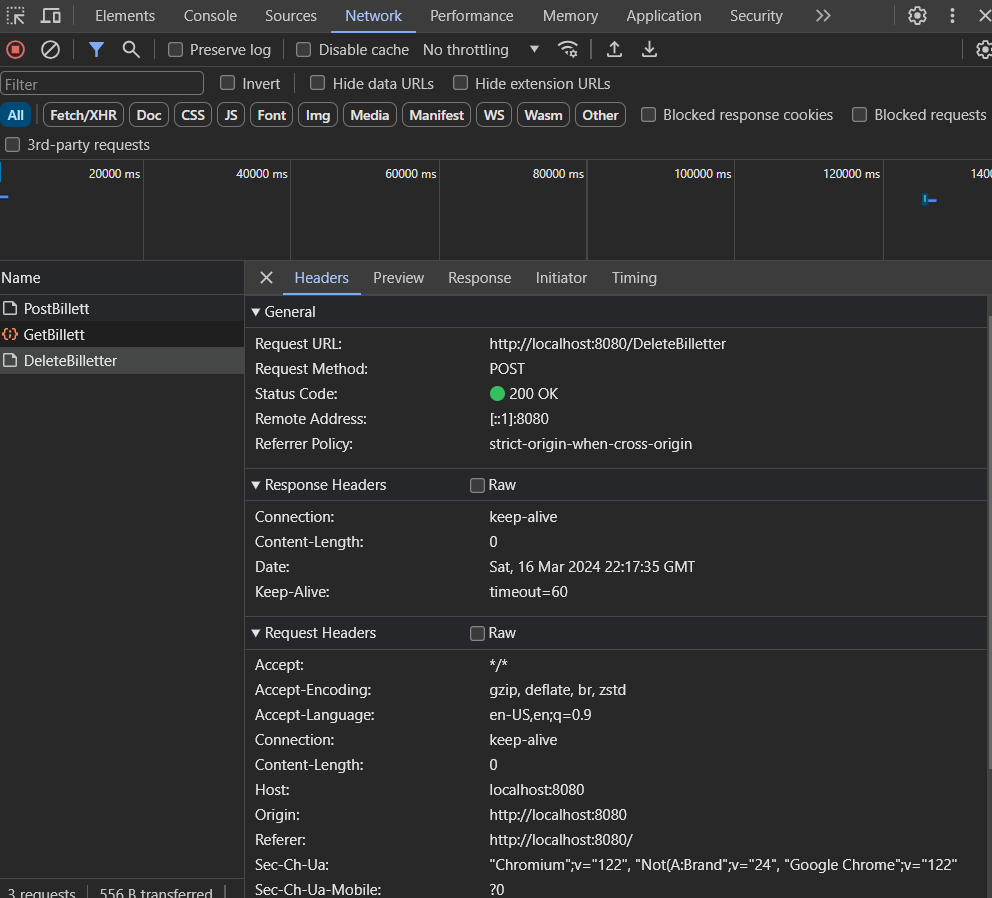 Elements Console Sources Network Performance Memory Application Security
Preserve log Disable cache No throttling
Filter Invert Hide data URLs Hide extension URLs
All Fetch/XHR Doc CSS JS Font Img Media Manifest WS Wasm Other Blocked response cookies Blocked requests
3rd-party requests
20000 ms 40000 ms 60000 ms 80000 ms 100000 ms 120000 ms 1400
Name Headers Preview Response Initiator Timing
PostBillett
GetBillett
DeleteBilletter
General
Request URL: http://localhost:8080/DeleteBilletter
Request Method: POST
Status Code: 200 OK
Remote Address: [::1]:8080
Referrer Policy: strict-origin-when-cross-origin
Response Headers Raw
Connection: keep-alive
Content-Length: 0
Date: Sat, 16 Mar 2024 22:17:35 GMT
Keep-Alive: timeout=60
Request Headers Raw
Accept: */*
Accept-Encoding: gzip, deflate, br, zstd
Accept-Language: en-US,en;q=0.9
Connection: keep-alive
Content-Length: 0
Host: localhost:8080
Origin: http://localhost:8080
Referer: http://localhost:8080/
Sec-Ch-Ua: "Chromium";v="122", "Not(A:Brand";v="24", "Google Chrome";v="122"
Sec-Ch-Ua-Mobile: ?0
3 requests 556 B transferred